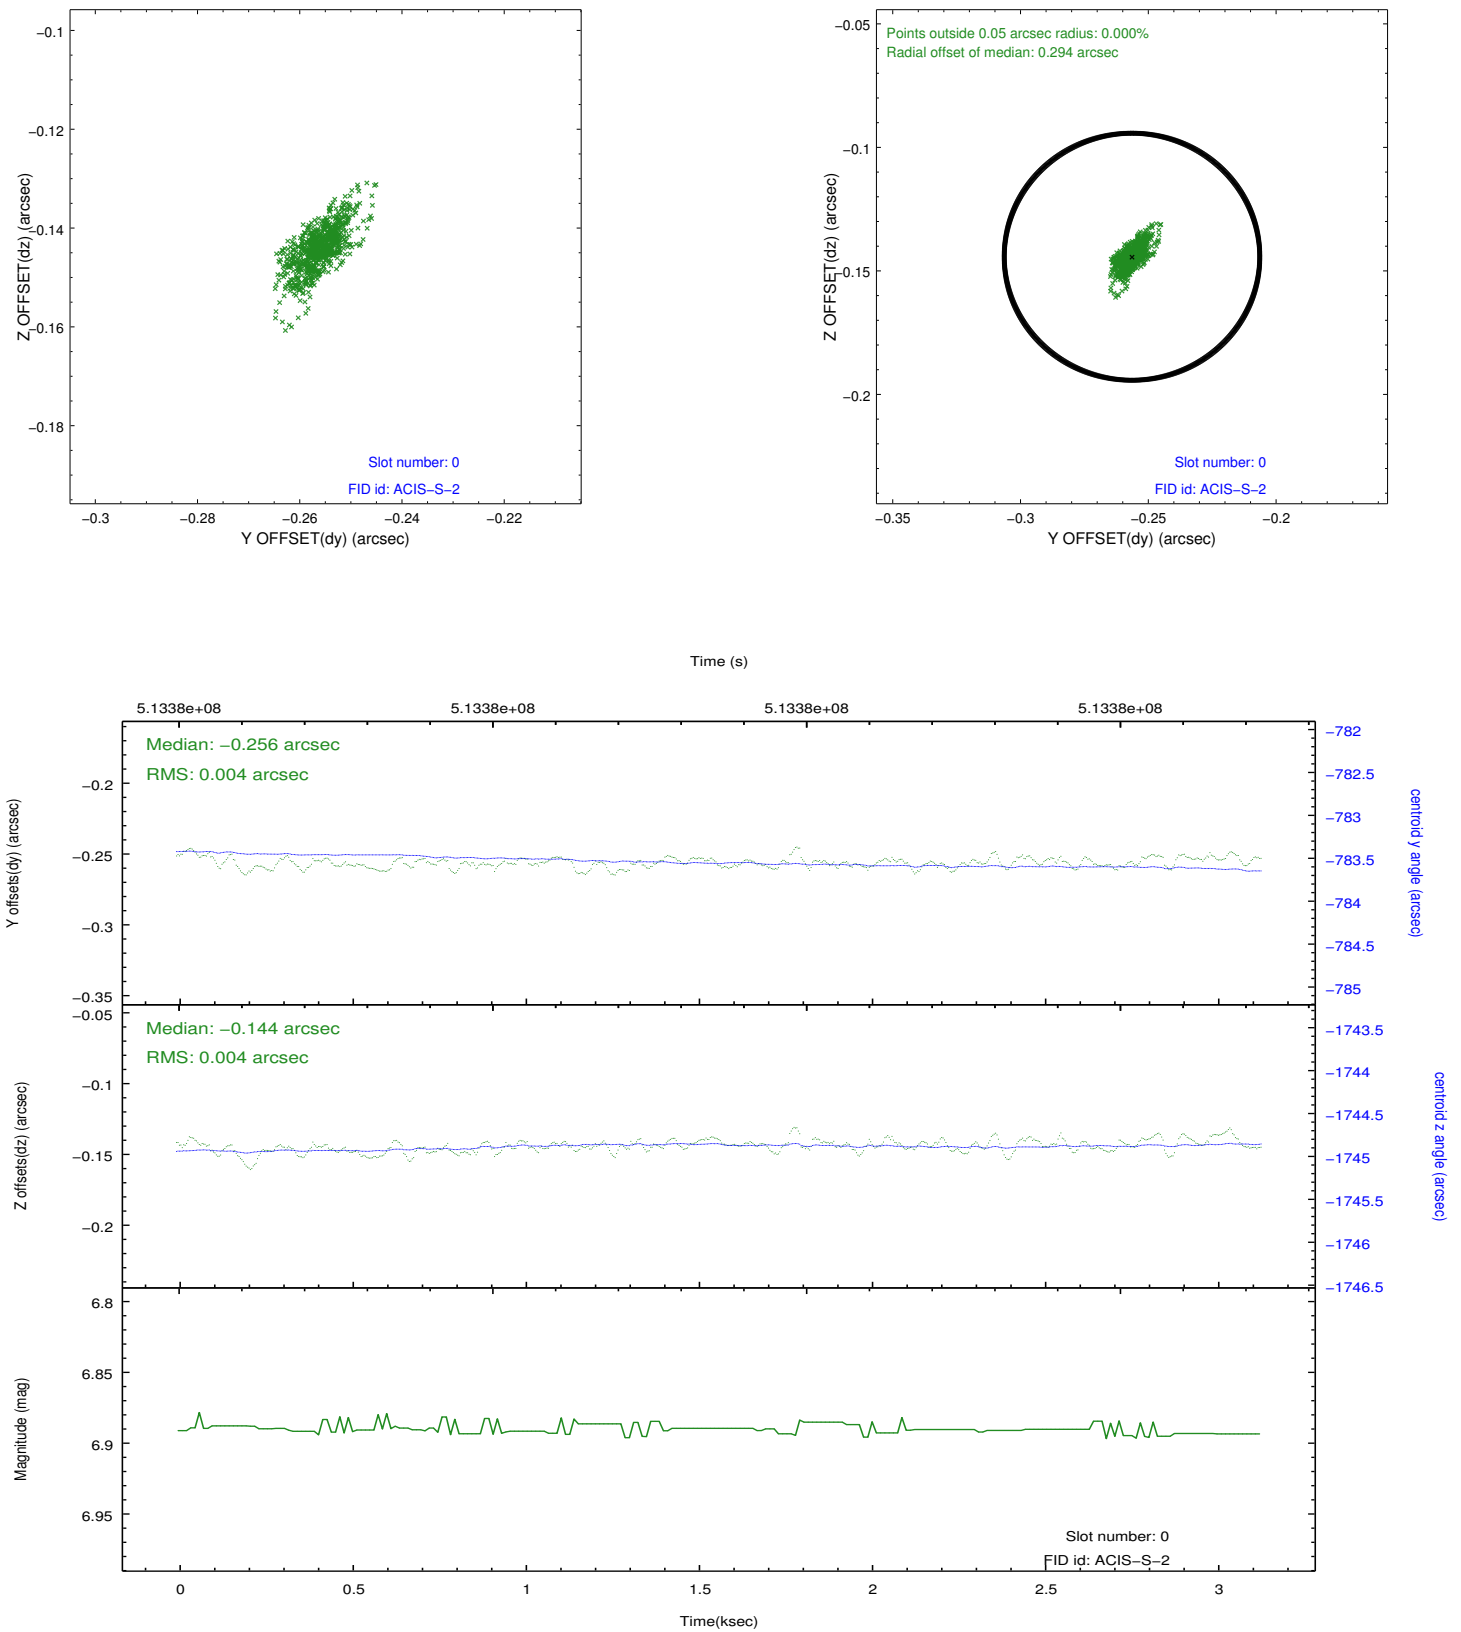 −0.1
−0.12
−0.14
−0.16
−0.18
Z OFFSET(dz) (arcsec)
Slot number: 0
FID id: ACIS−S−2
−0.3 −0.28 −0.26 −0.24 −0.22
Y OFFSET(dy) (arcsec)
Points outside 0.05 arcsec radius: 0.000%
Radial offset of median: 0.294 arcsec
−0.05
−0.1
−0.15
−0.2
Z OFFSET(dz) (arcsec)
Slot number: 0
FID id: ACIS−S−2
−0.35 −0.3 −0.25 −0.2
Y OFFSET(dy) (arcsec)
Time (s)
5.1338e+08 5.1338e+08 5.1338e+08 5.1338e+08
Median: −0.256 arcsec
RMS: 0.004 arcsec
−0.2
−0.25
−0.3
−0.35
Y offsets(dy) (arcsec)
−782
−782.5
−783
−783.5
−784
−784.5
−785
centroid y angle (arcsec)
Median: −0.144 arcsec
RMS: 0.004 arcsec
−0.05
−0.1
−0.15
−0.2
Z offsets(dz) (arcsec)
−1743.5
−1744
−1744.5
−1745
−1745.5
−1746
−1746.5
centroid z angle (arcsec)
6.8
6.85
6.9
6.95
Magnitude (mag)
Slot number: 0
FID id: ACIS−S−2
0 0.5 1 1.5 2 2.5 3
Time(ksec)